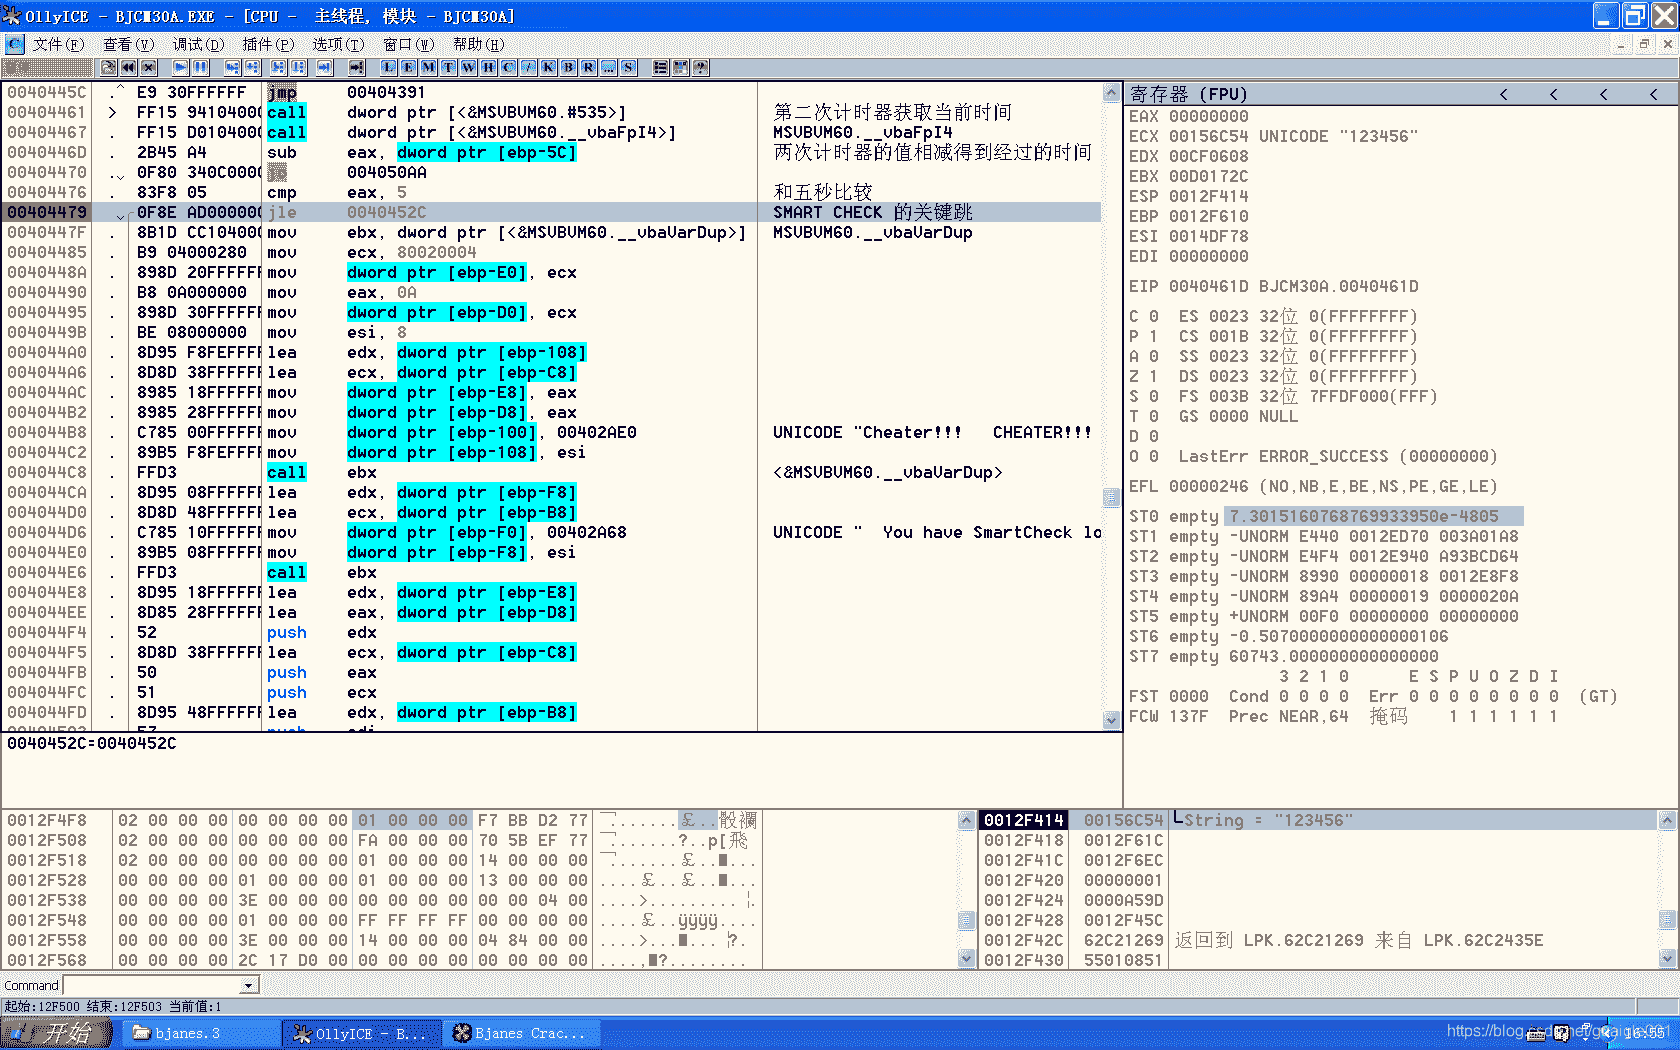 OllyICE - BJCM30A.EXE - [CPU - 主线程, 模块 - BJCM30A]
文件(F) 查看(V) 调试(D) 插件(P) 选项(T) 窗口(W) 帮助(H)
L E M T W H C / K B R ... S ?
0040445C . ^ E9 30FFFFFF jmp 00404391
00404461 > FF15 9410400 call dword ptr [<&MSVBVM60.#535>] 第二次计时器获取当前时间
00404467 . FF15 D010400 call dword ptr [<&MSVBVM60.__vbaFpI4>] MSVBVM60.__vbaFpI4
0040446D . 2B45 A4 sub eax, dword ptr [ebp-5C] 两次计时器的值相减得到经过的时间
00404470 . 0F80 340C000 jo 004050AA
00404476 . 83F8 05 cmp eax, 5 和五秒比较
00404479 . 0F8E AD00000 jle 0040452C SMART CHECK 的关键跳
0040447F . 8B1D CC10400 mov ebx, dword ptr [<&MSVBVM60.__vbaVarDup>] MSVBVM60.__vbaVarDup
00404485 . B9 04000280 mov ecx, 80020004
0040448A . 898D 20FFFFF mov dword ptr [ebp-E0], ecx
00404490 . B8 0A000000 mov eax, 0A
00404495 . 898D 30FFFFF mov dword ptr [ebp-D0], ecx
0040449B . BE 08000000 mov esi, 8
004044A0 . 8D95 F8FEFFF lea edx, dword ptr [ebp-108]
004044A6 . 8D8D 38FFFFF lea ecx, dword ptr [ebp-C8]
004044AC . 8985 18FFFFF mov dword ptr [ebp-E8], eax
004044B2 . 8985 28FFFFF mov dword ptr [ebp-D8], eax
004044B8 . C785 00FFFFF mov dword ptr [ebp-100], 00402AE0 UNICODE "Cheater!!! CHEATER!!!
004044C2 . 89B5 F8FEFFF mov dword ptr [ebp-108], esi
004044C8 . FFD3 call ebx <&MSVBVM60.__vbaVarDup>
004044CA . 8D95 08FFFFF lea edx, dword ptr [ebp-F8]
004044D0 . 8D8D 48FFFFF lea ecx, dword ptr [ebp-B8]
004044D6 . C785 10FFFFF mov dword ptr [ebp-F0], 00402A68 UNICODE " You have SmartCheck lo
004044E0 . 89B5 08FFFFF mov dword ptr [ebp-F8], esi
004044E6 . FFD3 call ebx
004044E8 . 8D95 18FFFFF lea edx, dword ptr [ebp-E8]
004044EE . 8D85 28FFFFF lea eax, dword ptr [ebp-D8]
004044F4 . 52 push edx
004044F5 . 8D8D 38FFFFF lea ecx, dword ptr [ebp-C8]
004044FB . 50 push eax
004044FC . 51 push ecx
004044FD . 8D95 48FFFFF lea edx, dword ptr [ebp-B8]
0040452C=0040452C
寄存器 (FPU) < < < <
EAX 00000000
ECX 00156C54 UNICODE "123456"
EDX 00CF0608
EBX 00D0172C
ESP 0012F414
EBP 0012F610
ESI 0014DF78
EDI 00000000
EIP 0040461D BJCM30A.0040461D
C 0 ES 0023 32位 0(FFFFFFFF)
P 1 CS 001B 32位 0(FFFFFFFF)
A 0 SS 0023 32位 0(FFFFFFFF)
Z 1 DS 0023 32位 0(FFFFFFFF)
S 0 FS 003B 32位 7FFDF000(FFF)
T 0 GS 0000 NULL
D 0
O 0 LastErr ERROR_SUCCESS (00000000)
EFL 00000246 (NO,NB,E,BE,NS,PE,GE,LE)
ST0 empty 7.3015160768769933950e-4805
ST1 empty -UNORM E440 0012ED70 003A01A8
ST2 empty -UNORM E4F4 0012E940 A93BCD64
ST3 empty -UNORM 8990 00000018 0012E8F8
ST4 empty -UNORM 89A4 00000019 0000020A
ST5 empty +UNORM 00F0 00000000 00000000
ST6 empty -0.5070000000000000106
ST7 empty 60743.000000000000000
3 2 1 0 E S P U O Z D I
FST 0000 Cond 0 0 0 0 Err 0 0 0 0 0 0 0 0 (GT)
FCW 137F Prec NEAR,64 掩码 1 1 1 1 1 1
0012F4F8 02 00 00 00 00 00 00 00 01 00 00 00 F7 BB D2 77
0012F508 02 00 00 00 00 00 00 00 FA 00 00 00 70 5B EF 77
0012F518 02 00 00 00 00 00 00 00 01 00 00 00 14 00 00 00
0012F528 00 00 00 00 01 00 00 00 01 00 00 00 13 00 00 00
0012F538 00 00 00 00 3E 00 00 00 00 00 00 00 00 00 04 00
0012F548 00 00 00 00 01 00 00 00 FF FF FF FF 00 00 00 00
0012F558 00 00 00 00 3E 00 00 00 14 00 00 00 04 84 00 00
0012F568 00 00 00 00 2C 17 D0 00 00 00 00 00 00 00 00 00
0012F414 00156C54 String = "123456"
0012F418 0012F61C
0012F41C 0012F6EC
0012F420 00000001
0012F424 0000A59D
0012F428 0012F45C
0012F42C 62C21269 返回到 LPK.62C21269 来自 LPK.62C2435E
0012F430 55010851
Command
起始:12F500 结束:12F503 当前值:1
开始 bjanes.3 OllyICE - B... Bjanes Crac... 16:55